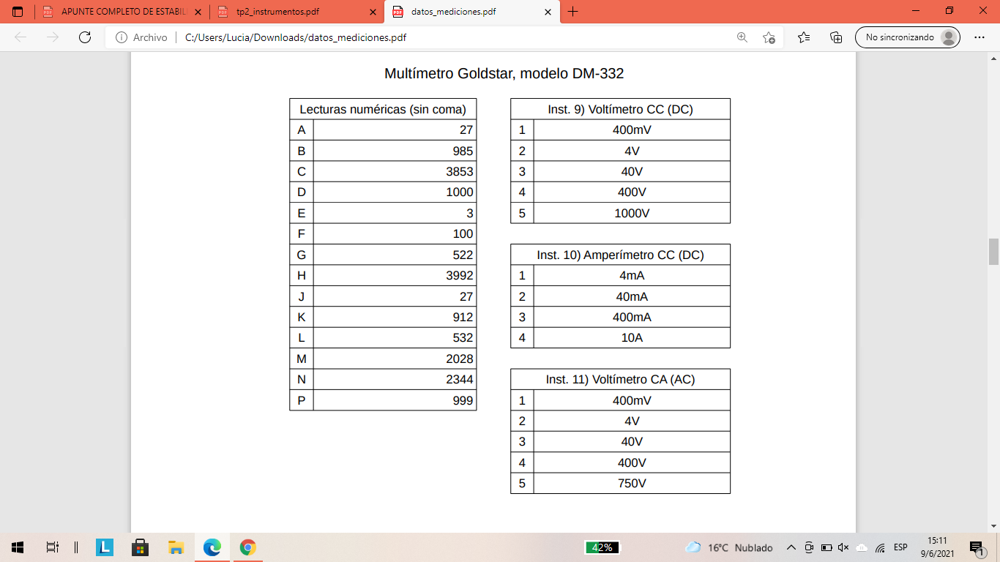 APUNTE COMPLETO DE ESTABILI
tp2_instrumentos.pdf
datos_mediciones.pdf
Archivo
C:/Users/Lucia/Downloads/datos_mediciones.pdf
No sincronizando
Multímetro Goldstar, modelo DM-332
Lecturas numéricas (sin coma)
A 27
B 985
C 3853
D 1000
E 3
F 100
G 522
H 3992
J 27
K 912
L 532
M 2028
N 2344
P 999
Inst. 9) Voltímetro CC (DC)
1 400mV
2 4V
3 40V
4 400V
5 1000V
Inst. 10) Amperímetro CC (DC)
1 4mA
2 40mA
3 400mA
4 10A
Inst. 11) Voltímetro CA (AC)
1 400mV
2 4V
3 40V
4 400V
5 750V
L
42%
16°C Nublado
ESP
15:11
9/6/2021
1